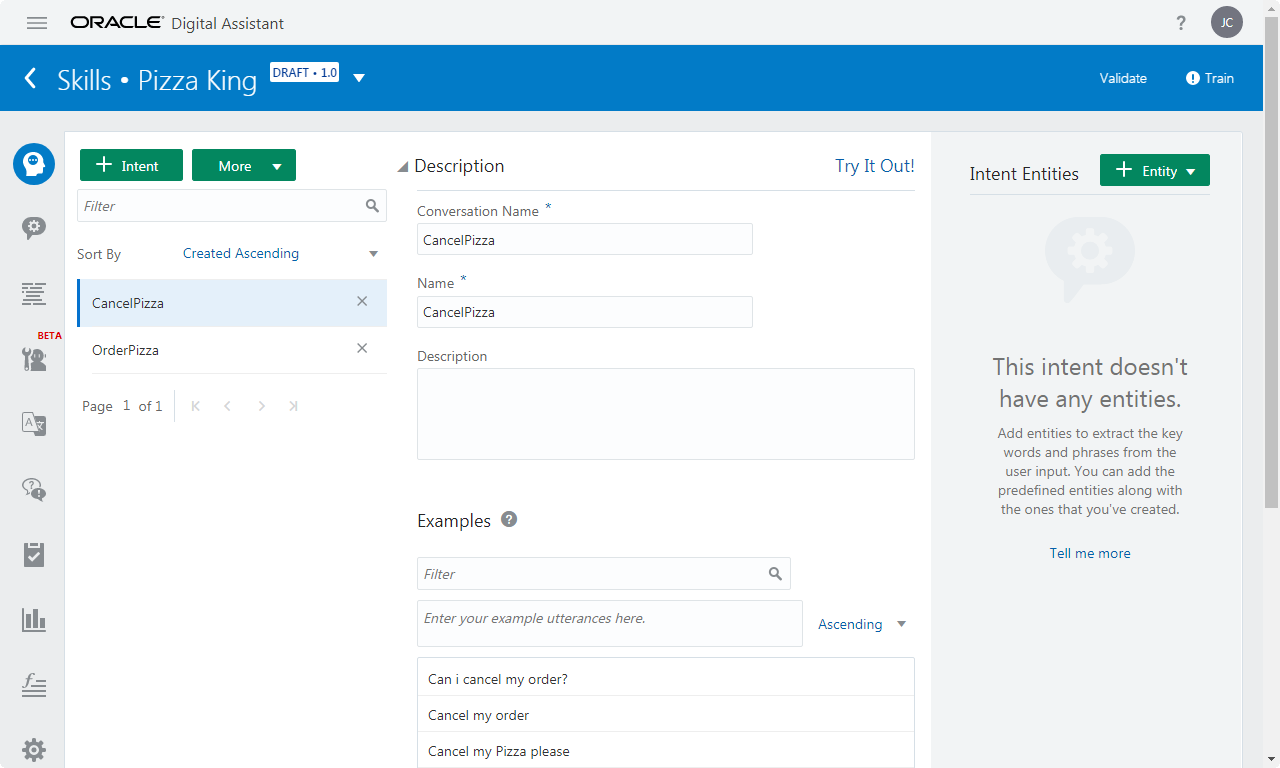 ORACLE Digital Assistant
? JC
Skills • Pizza King DRAFT • 1.0
Validate
Train
Intent
More
Filter
Sort By Created Ascending
CancelPizza
OrderPizza
Page 1 of 1
BETA
Description Try It Out!
Conversation Name *
CancelPizza
Name *
CancelPizza
Description
Examples ?
Filter
Enter your example utterances here.
Ascending
Can i cancel my order?
Cancel my order
Cancel my Pizza please
Intent Entities
Entity
This intent doesn't
have any entities.
Add entities to extract the key
words and phrases from the
user input. You can add the
predefined entities along with
the ones that you've created.
Tell me more